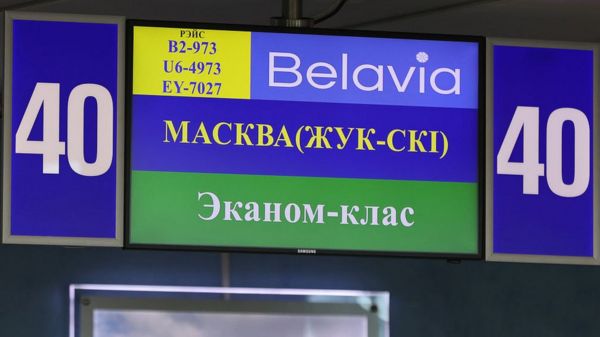 40
РЭЙС
B2-973
U6-4973
EY-7027
Belavia
МАСКВА(ЖУК-СКІ)
Эканом-клас
SAMSUNG
40